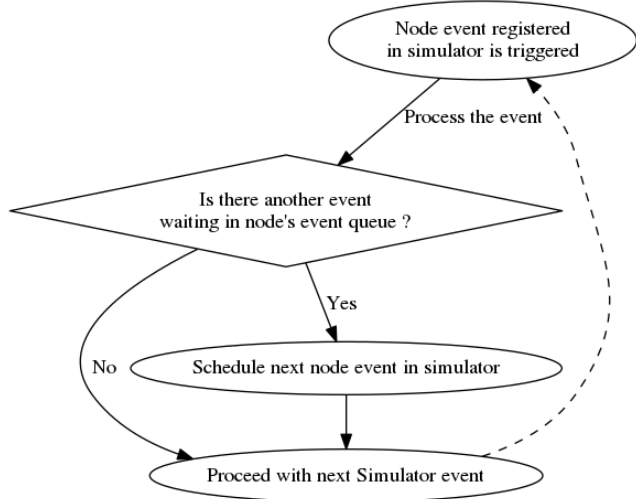 Node event registered
in simulator is triggered
Process the event
Is there another event
waiting in node's event queue ?
Yes
No
Schedule next node event in simulator
Proceed with next Simulator event